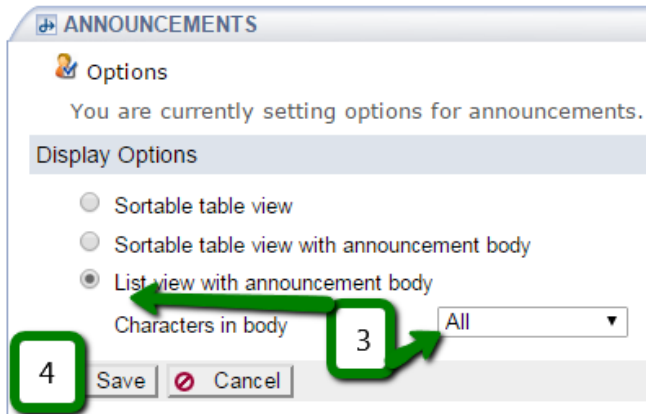 ANNOUNCEMENTS
Options
You are currently setting options for announcements.
Display Options
Sortable table view
Sortable table view with announcement body
List view with announcement body
Characters in body All
3
4 Save Cancel